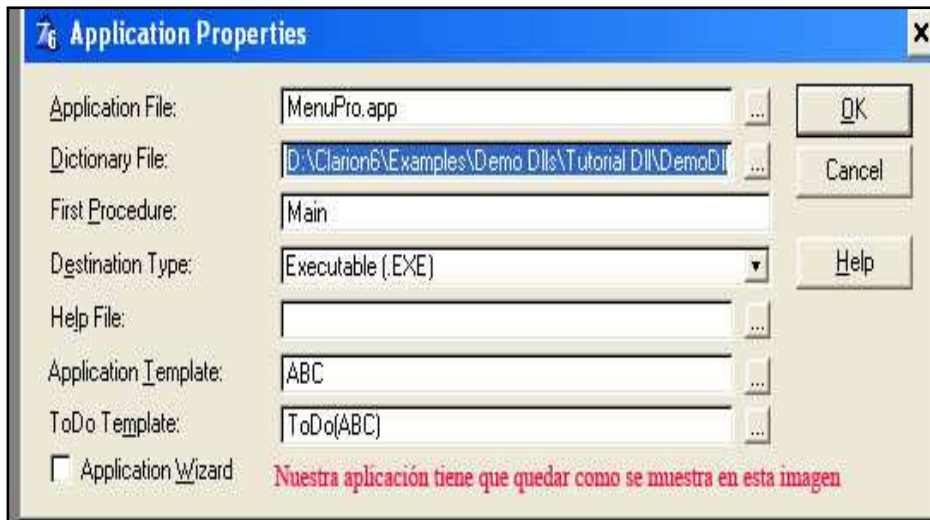 Application Properties
Application File: MenuPro.app ... OK
Dictionary File: D:\Clarion6\Examples\Demo Dlls\Tutorial Dll\DemoDl ... Cancel
First Procedure: Main
Destination Type: Executable (.EXE) Help
Help File: ...
Application Template: ABC ...
ToDo Template: ToDo(ABC) ...
Application Wizard Nuestra aplicación tiene que quedar como se muestra en esta imagen